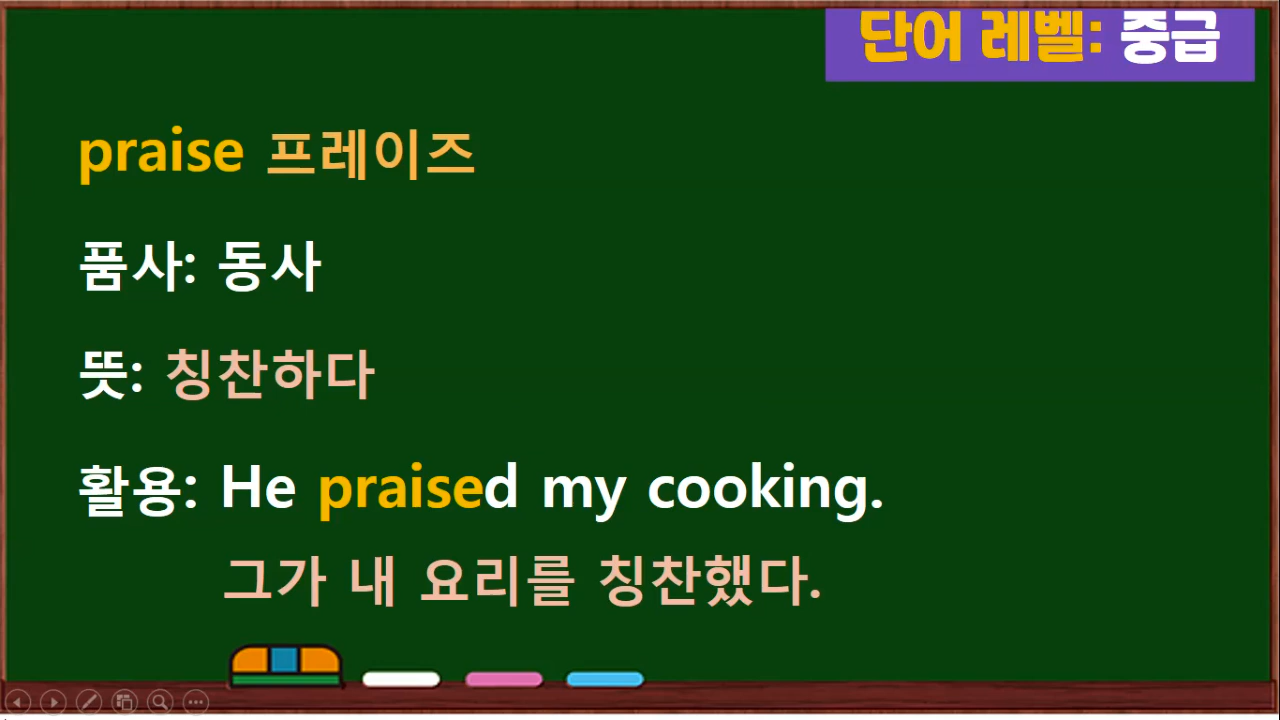 단어 레벨: 중급
praise 프레이즈
품사: 동사
뜻: 칭찬하다
활용: He praised my cooking.
그가 내 요리를 칭찬했다.